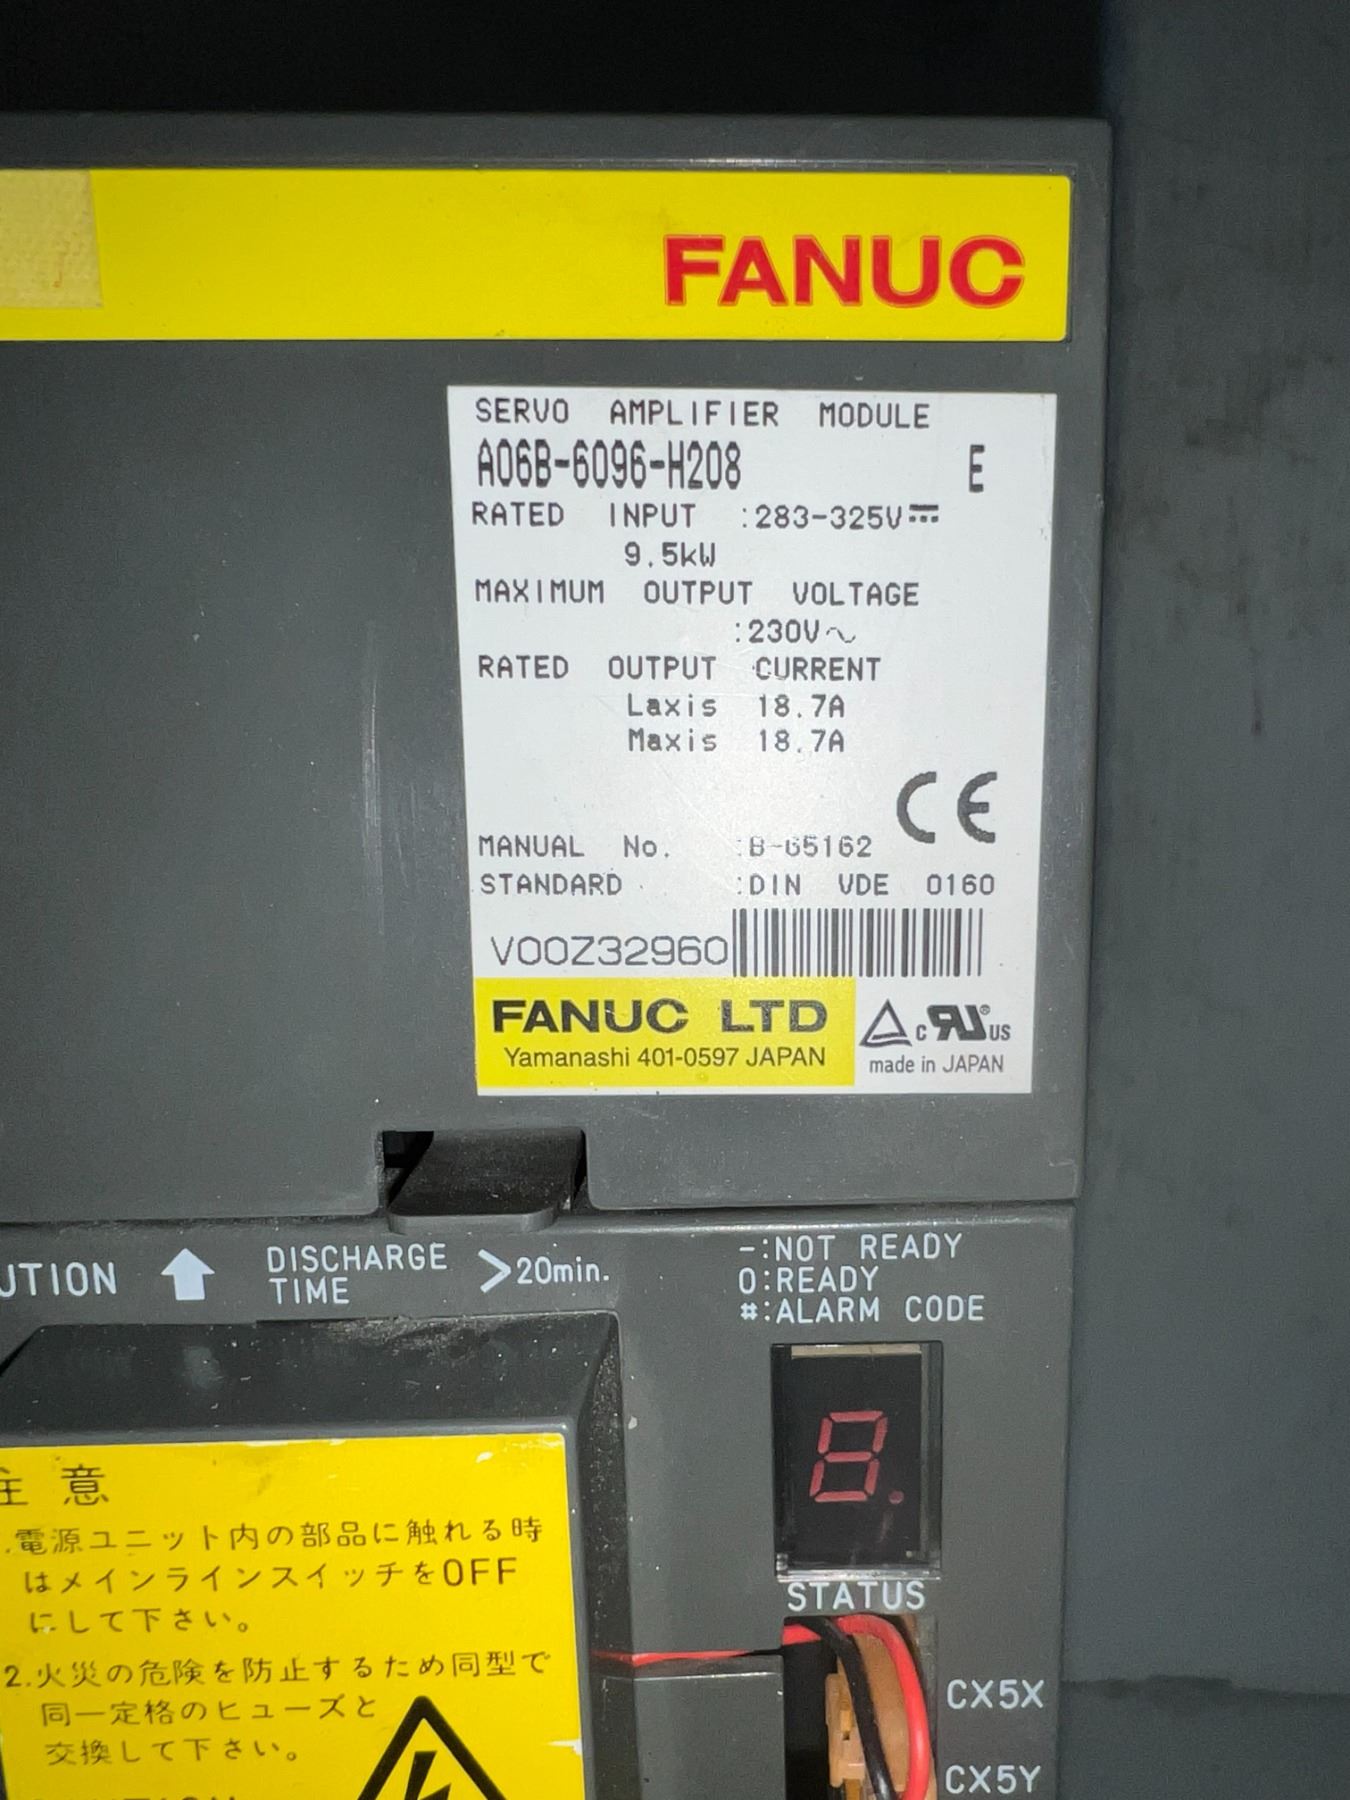 FANUC
SERVO AMPLIFIER MODULE
A06B-6096-H208 E
RATED INPUT :283-325V⎓
9.5kW
MAXIMUM OUTPUT VOLTAGE
:230V∿
RATED OUTPUT CURRENT
Laxis 18.7A
Maxis 18.7A
CE
MANUAL No. :B-65162
STANDARD :DIN VDE 0160
V00Z32960
FANUC LTD
Yamanashi 401-0597 JAPAN
c RU® US
made in JAPAN
UTION DISCHARGE TIME >20min.
-:NOT READY
0:READY
#:ALARM CODE
8.
STATUS
CX5X
CX5Y
注意
.電源ユニット内の部品に触れる時
はメインラインスイッチをOFF
にして下さい。
2.火災の危険を防止するため同型で
同一定格のヒューズと
交換して下さい。